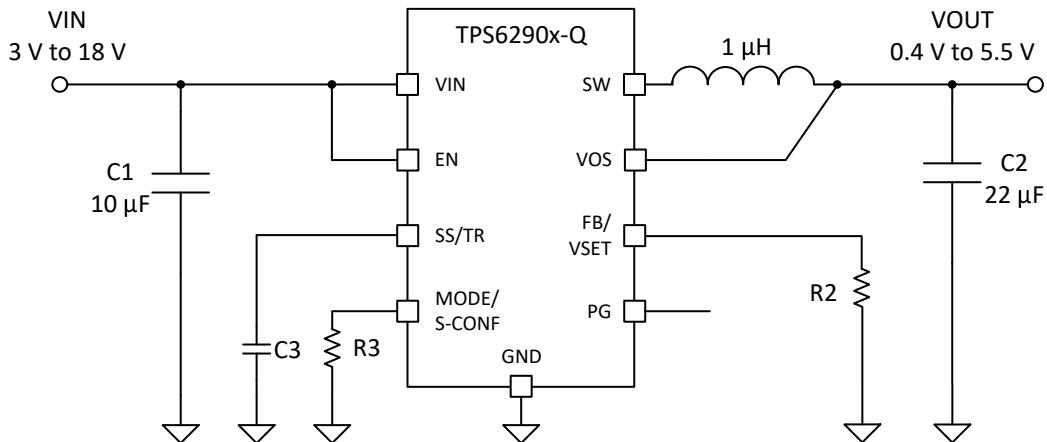 VIN
3 V to 18 V
TPS6290x-Q
1 µH
VOUT
0.4 V to 5.5 V
VIN
SW
EN
VOS
C1
10 µF
C2
22 µF
SS/TR
FB/
VSET
MODE/
S-CONF
PG
R2
C3
R3
GND